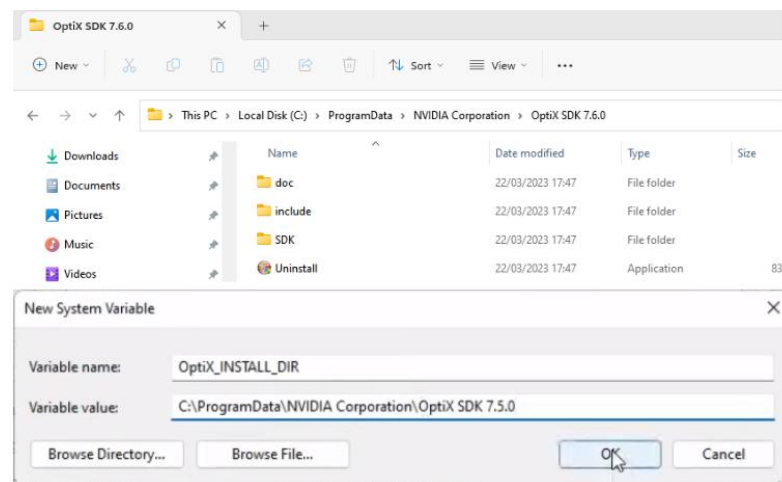 OptiX SDK 7.6.0
New Sort View
This PC > Local Disk (C:) > ProgramData > NVIDIA Corporation > OptiX SDK 7.6.0
Downloads
Documents
Pictures
Music
Videos
Name Date modified Type Size
doc 22/03/2023 17:47 File folder
include 22/03/2023 17:47 File folder
SDK 22/03/2023 17:47 File folder
Uninstall 22/03/2023 17:47 Application 83
New System Variable
Variable name: OptiX_INSTALL_DIR
Variable value: C:\ProgramData\NVIDIA Corporation\OptiX SDK 7.5.0
Browse Directory... Browse File... OK Cancel